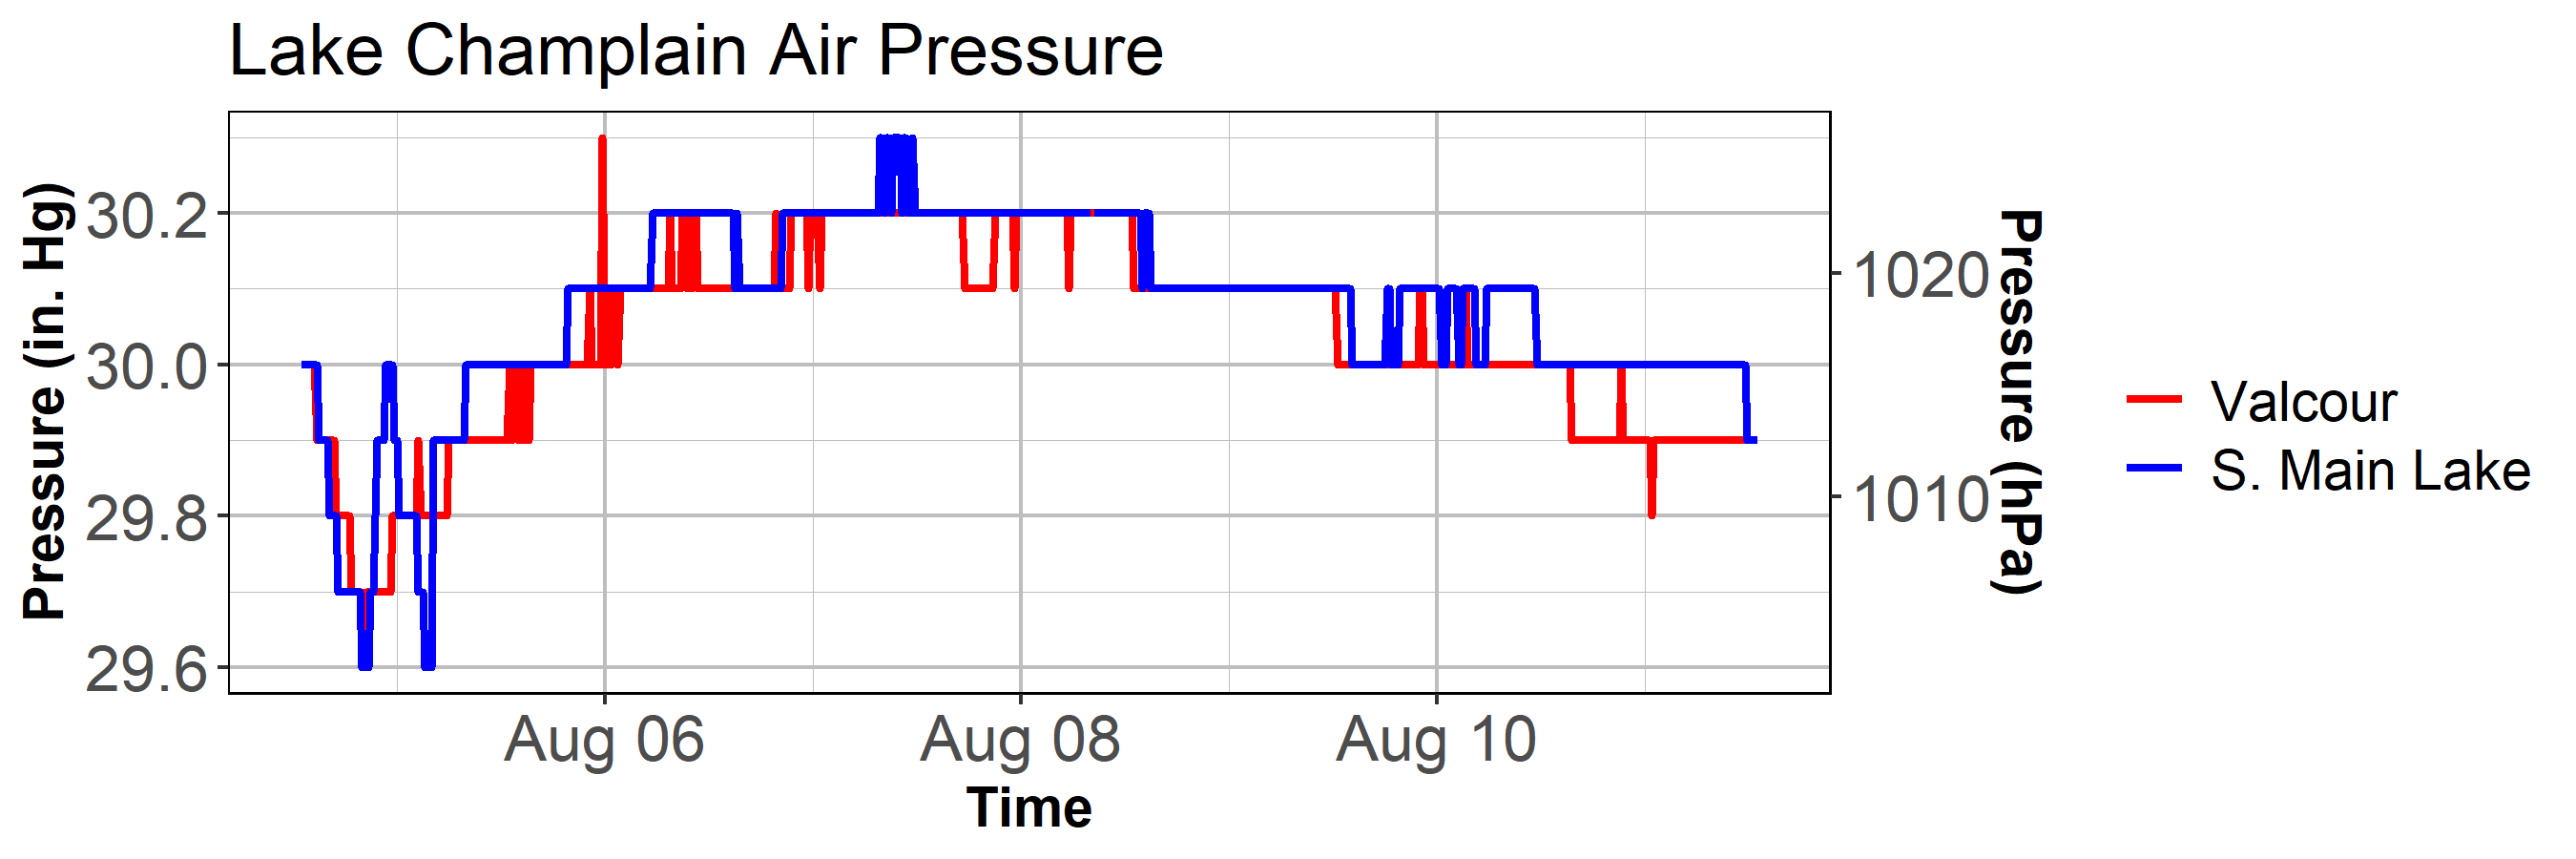 Lake Champlain Air Pressure
Pressure (in. Hg)
30.2
30.0
29.8
29.6
Aug 06
Aug 08
Aug 10
Time
1020
1010
Pressure (hPa)
Valcour
S. Main Lake